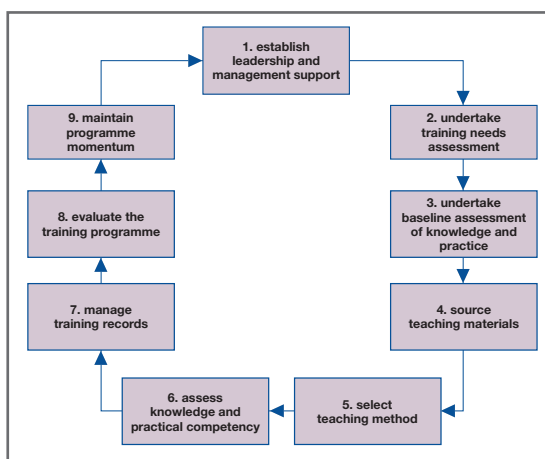 1. establish
leadership and
management support
2. undertake
training needs
assessment
3. undertake
baseline assessment
of knowledge and
practice
4. source
teaching materials
5. select
teaching method
6. assess
knowledge and
practical competency
7. manage
training records
8. evaluate the
training programme
9. maintain
programme
momentum